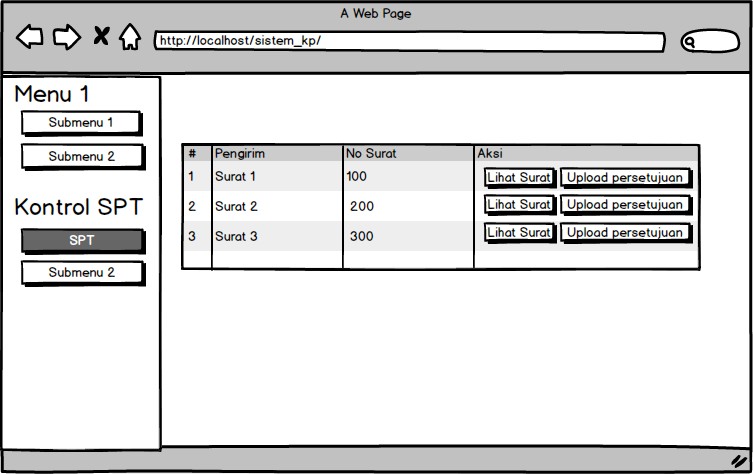 A Web Page
http://localhost/sistem_kp/
Menu 1
Submenu 1
Submenu 2
Kontrol SPT
SPT
Submenu 2
# Pengirim No Surat Aksi
1 Surat 1 100 Lihat Surat Upload persetujuan
2 Surat 2 200 Lihat Surat Upload persetujuan
3 Surat 3 300 Lihat Surat Upload persetujuan